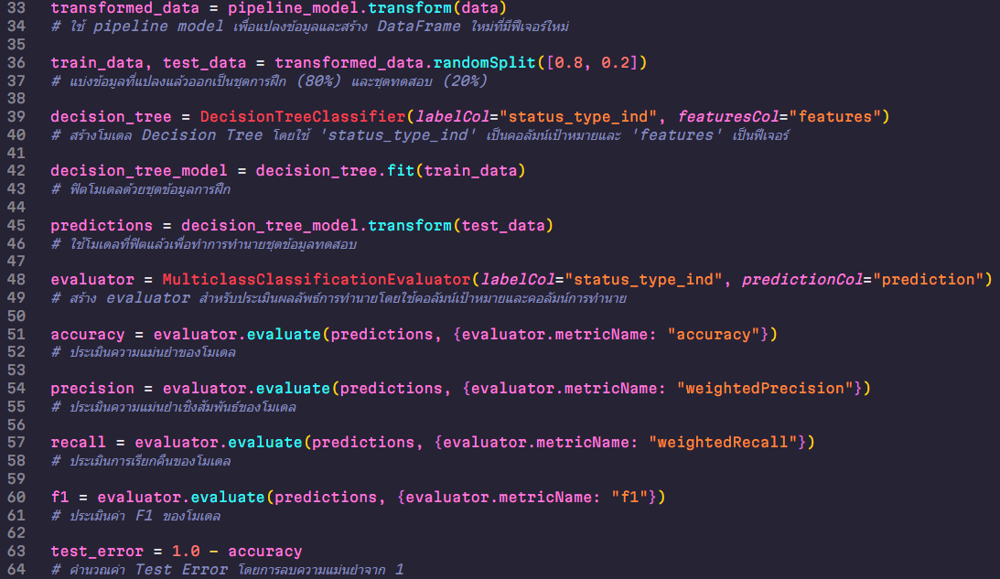 33 transformed_data = pipeline_model.transform(data)
34 # ใช้ pipeline model เพื่อแปลงข้อมูลและสร้าง DataFrame ใหม่ที่มีฟีเจอร์ใหม่
35
36 train_data, test_data = transformed_data.randomSplit([0.8, 0.2])
37 # แบ่งข้อมูลที่แปลงแล้วออกเป็นชุดการฝึก (80%) และชุดทดสอบ (20%)
38
39 decision_tree = DecisionTreeClassifier(labelCol="status_type_ind", featuresCol="features")
40 # สร้างโมเดล Decision Tree โดยใช้ 'status_type_ind' เป็นคอลัมน์เป้าหมายและ 'features' เป็นฟีเจอร์
41
42 decision_tree_model = decision_tree.fit(train_data)
43 # ฟิตโมเดลด้วยชุดข้อมูลการฝึก
44
45 predictions = decision_tree_model.transform(test_data)
46 # ใช้โมเดลที่ฟิตแล้วเพื่อทำการทำนายชุดข้อมูลทดสอบ
47
48 evaluator = MulticlassClassificationEvaluator(labelCol="status_type_ind", predictionCol="prediction")
49 # สร้าง evaluator สำหรับประเมินผลลัพธ์การทำนายโดยใช้คอลัมน์เป้าหมายและคอลัมน์การทำนาย
50
51 accuracy = evaluator.evaluate(predictions, {evaluator.metricName: "accuracy"})
52 # ประเมินความแม่นยำของโมเดล
53
54 precision = evaluator.evaluate(predictions, {evaluator.metricName: "weightedPrecision"})
55 # ประเมินความแม่นยำเชิงสัมพันธ์ของโมเดล
56
57 recall = evaluator.evaluate(predictions, {evaluator.metricName: "weightedRecall"})
58 # ประเมินการเรียกคืนของโมเดล
59
60 f1 = evaluator.evaluate(predictions, {evaluator.metricName: "f1"})
61 # ประเมินค่า F1 ของโมเดล
62
63 test_error = 1.0 - accuracy
64 # คำนวณค่า Test Error โดยการลบความแม่นยำจาก 1